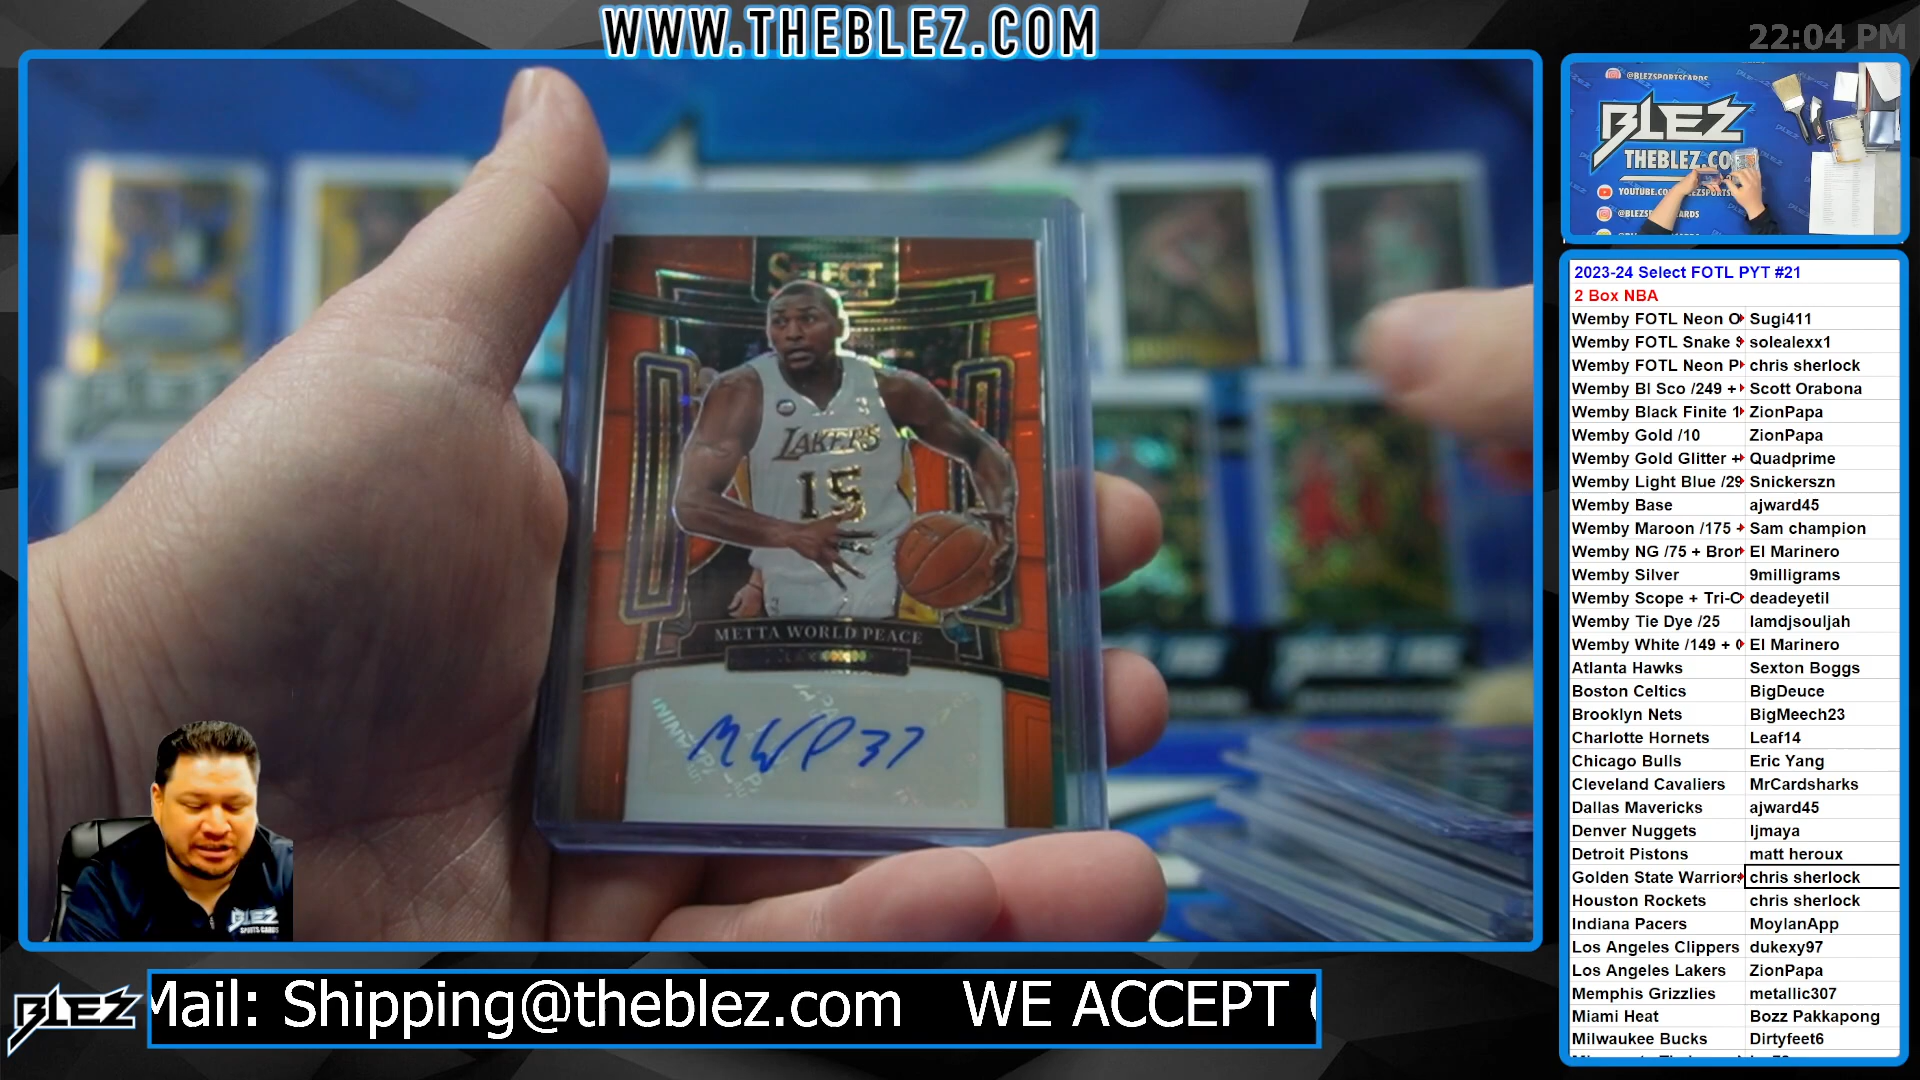 WWW.THEBLEZ.COM
22:04 PM
@BLEZSPORTSCARDS
BLEZ
THEBLEZ.CO
SELECT
LAKERS
15
METTA WORLD PEACE
MWP 37
BLEZ
SPORTS CARDS
2023-24 Select FOTL PYT #21
2 Box NBA
Wemby FOTL Neon O Sugi411
Wemby FOTL Snake S solealexx1
Wemby FOTL Neon P chris sherlock
Wemby Bl Sco /249 + Scott Orabona
Wemby Black Finite 1 ZionPapa
Wemby Gold /10 ZionPapa
Wemby Gold Glitter + Quadprime
Wemby Light Blue /29 Snickerszn
Wemby Base ajward45
Wemby Maroon /175 + Sam champion
Wemby NG /75 + Bron El Marinero
Wemby Silver 9milligrams
Wemby Scope + Tri-C deadeyetil
Wemby Tie Dye /25 Iamdjsouljah
Wemby White /149 + El Marinero
Atlanta Hawks Sexton Boggs
Boston Celtics BigDeuce
Brooklyn Nets BigMeech23
Charlotte Hornets Leaf14
Chicago Bulls Eric Yang
Cleveland Cavaliers MrCardsharks
Dallas Mavericks ajward45
Denver Nuggets ljmaya
Detroit Pistons matt heroux
Golden State Warriors chris sherlock
Houston Rockets chris sherlock
Indiana Pacers MoylanApp
Los Angeles Clippers dukexy97
Los Angeles Lakers ZionPapa
Memphis Grizzlies metallic307
Miami Heat Bozz Pakkapong
Milwaukee Bucks Dirtyfeet6
BLEZ
Mail: Shipping@theblez.com WE ACCEPT